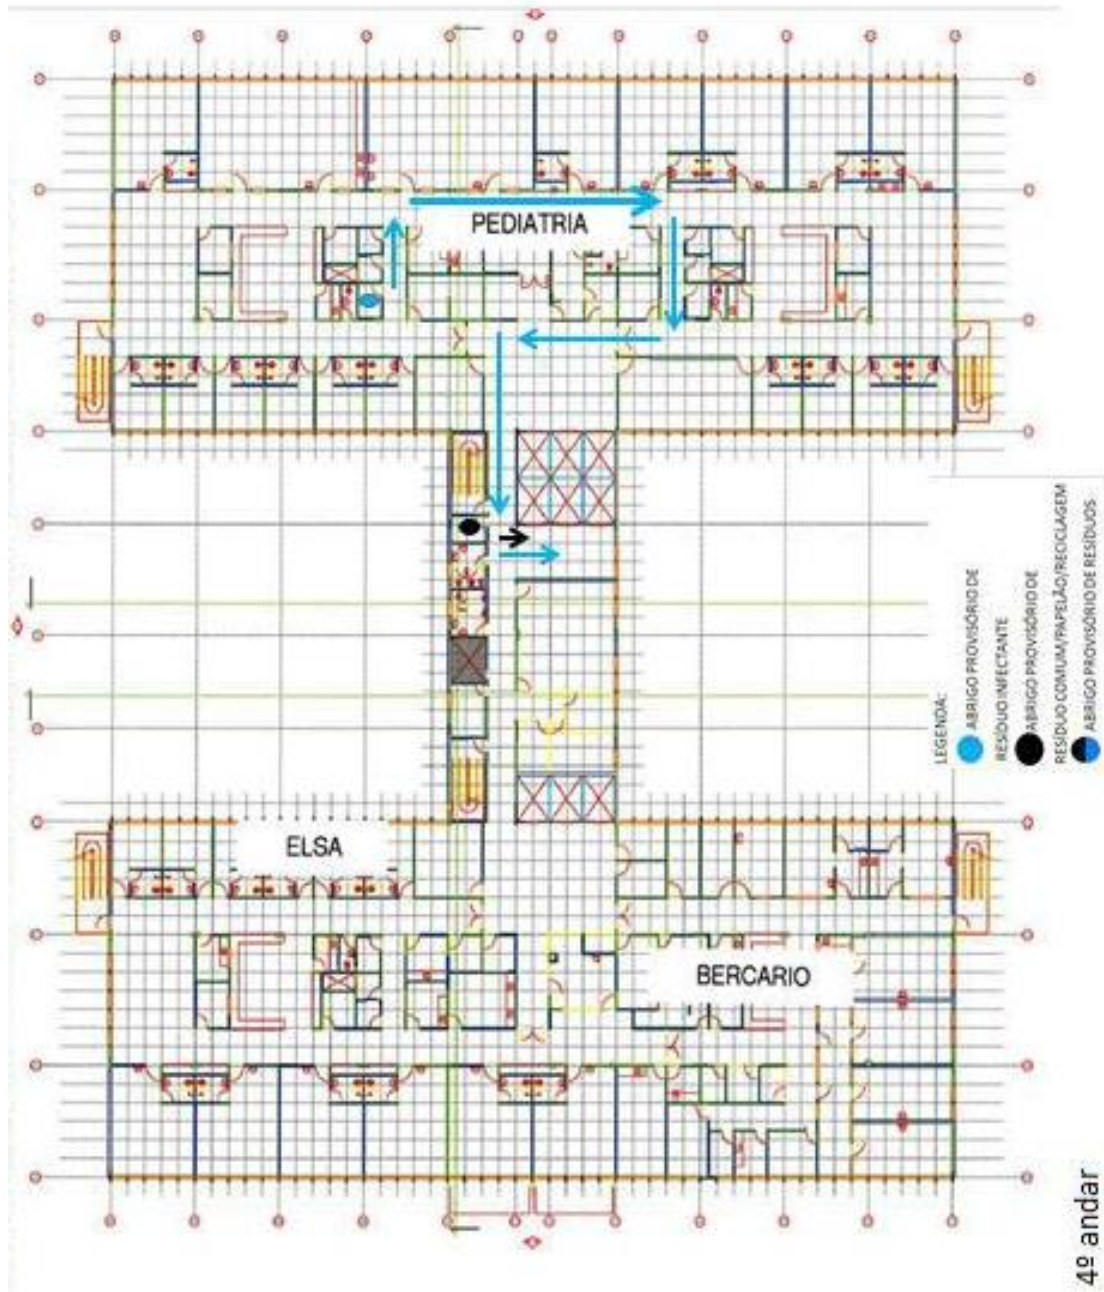 PEDIATRIA
ELSA
BERCARIO
LEGENDA:
ABRIGO PROVISÓRIO DE
RESÍDUO INFECTANTE
ABRIGO PROVISÓRIO DE
RESÍDUO COMUM/PAPELÃO/RECICLAGEM
ABRIGO PROVISÓRIO DE RESÍDUOS
4º andar